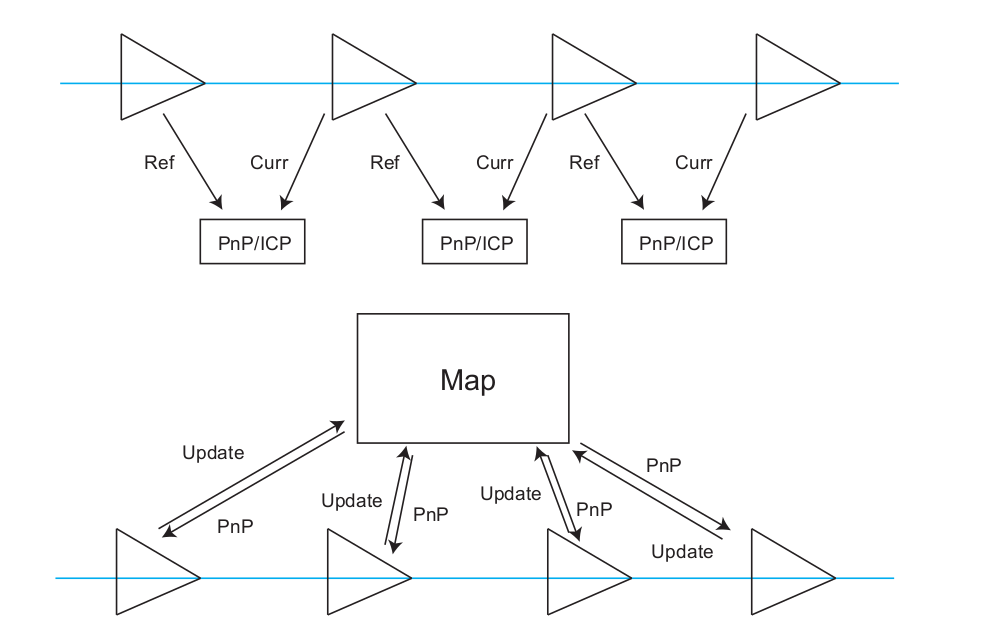 Ref
Curr
Ref
Curr
Ref
Curr
PnP/ICP
PnP/ICP
PnP/ICP
Map
Update
PnP
Update
PnP
Update
PnP
PnP
Update